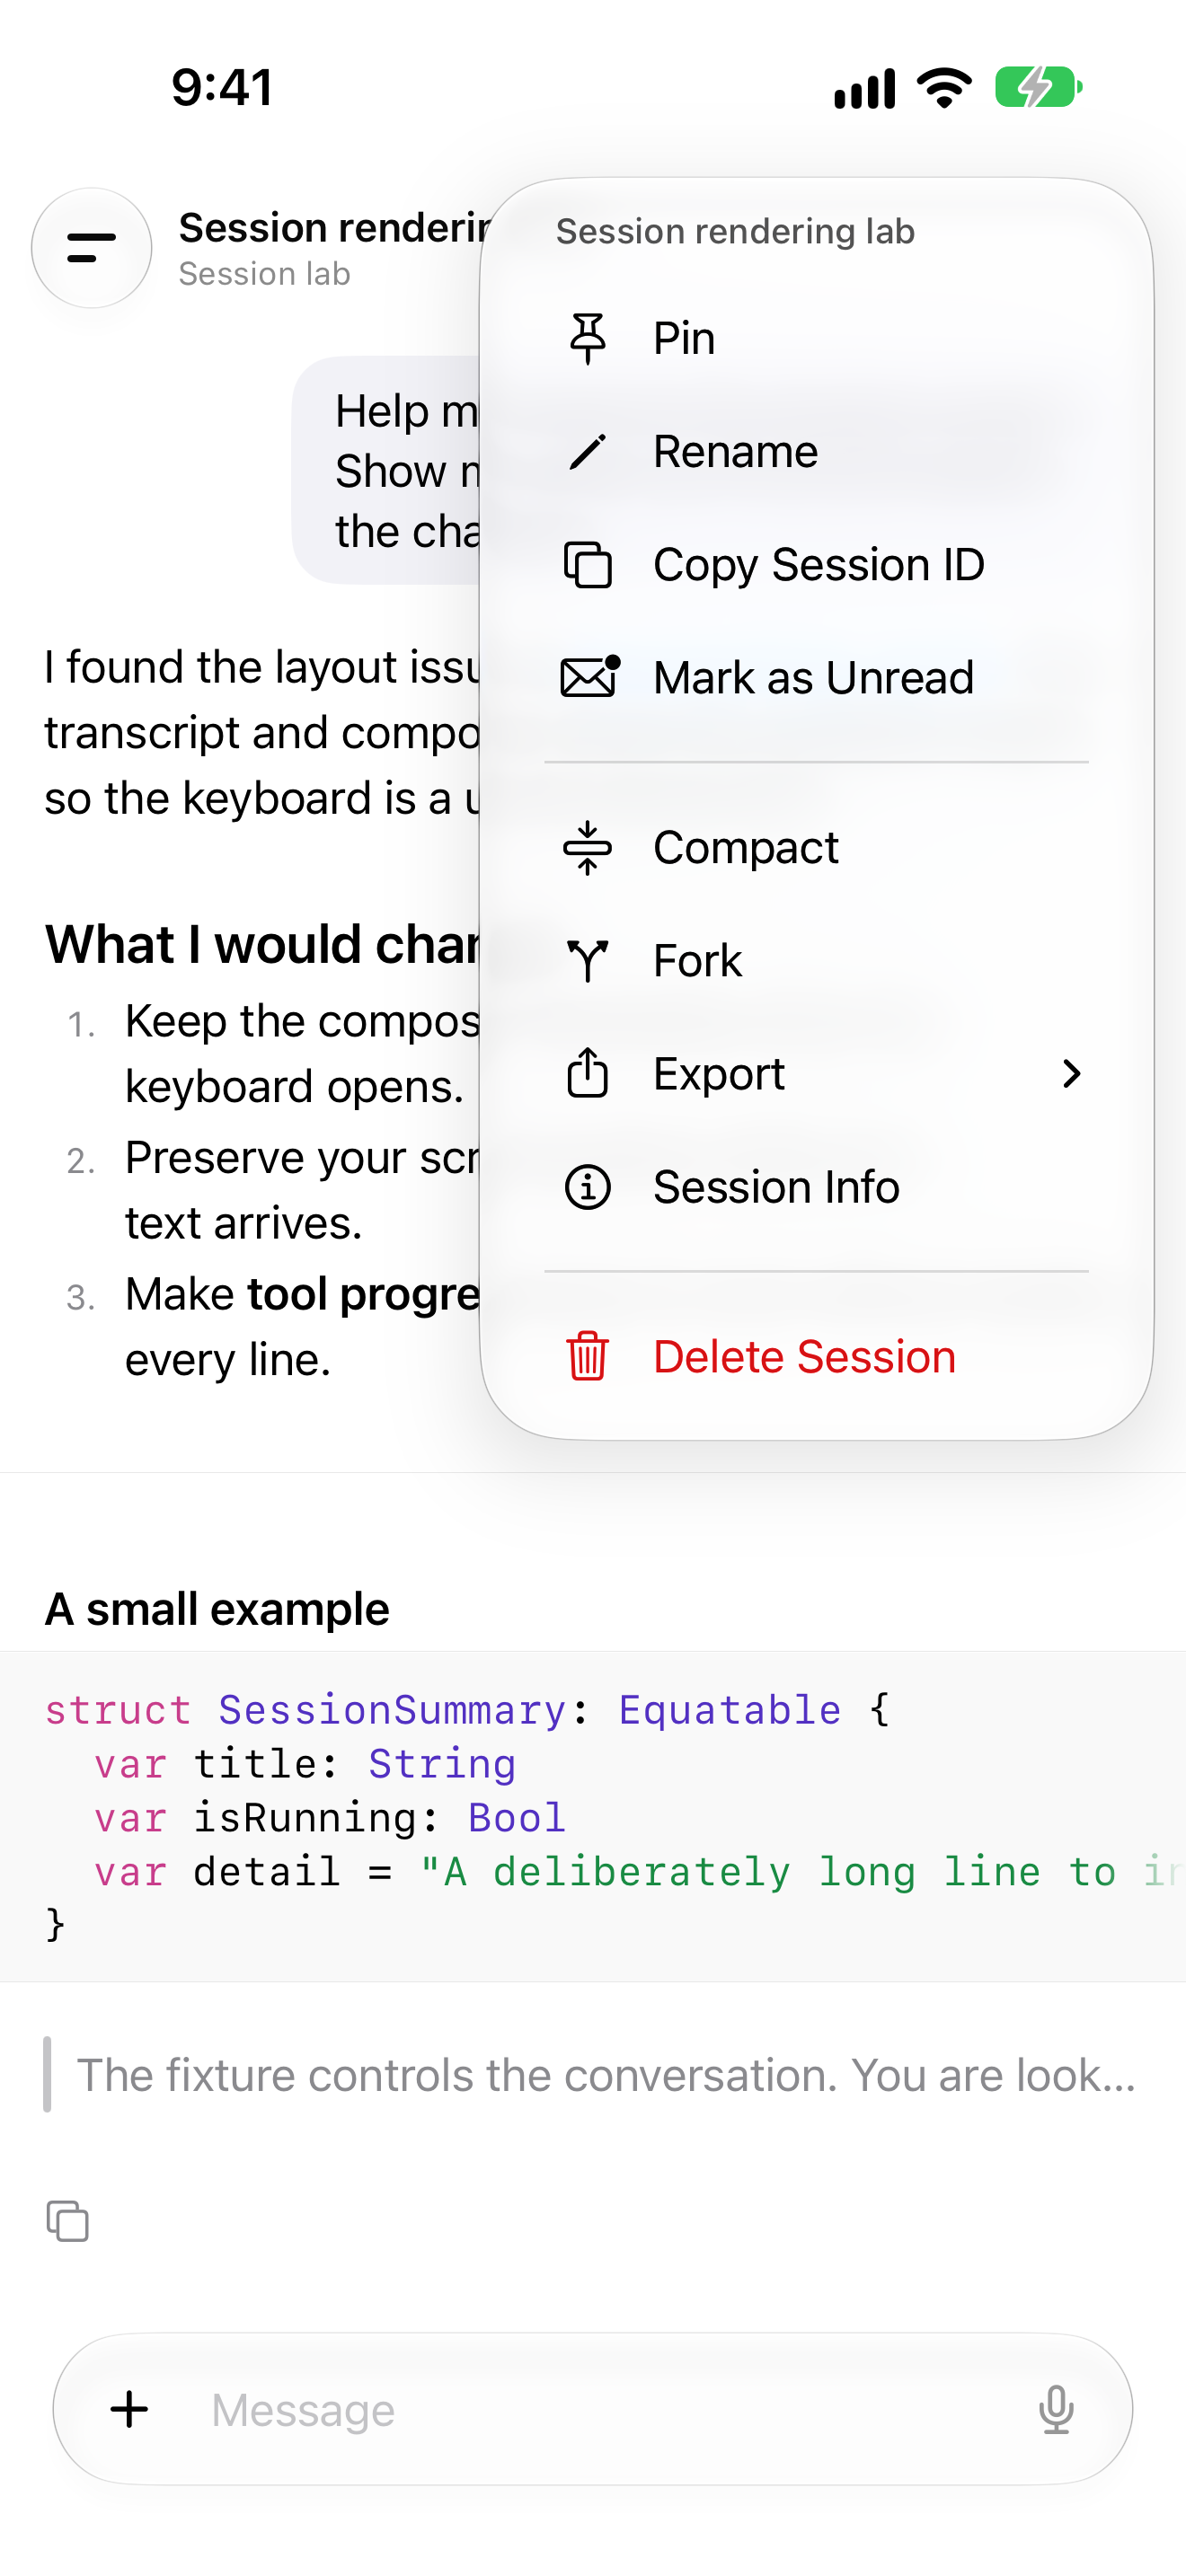 9:41
Session renderin
Session lab
Session rendering lab
Pin
Rename
Copy Session ID
Mark as Unread
Compact
Fork
Export
Session Info
Delete Session
Help m
Show m
the cha
I found the layout issu
transcript and compo
so the keyboard is a u
What I would chan
1. Keep the compos
keyboard opens.
2. Preserve your scr
text arrives.
3. Make tool progre
every line.
A small example
struct SessionSummary: Equatable {
var title: String
var isRunning: Bool
var detail = "A deliberately long line to in
}
The fixture controls the conversation. You are look...
Message